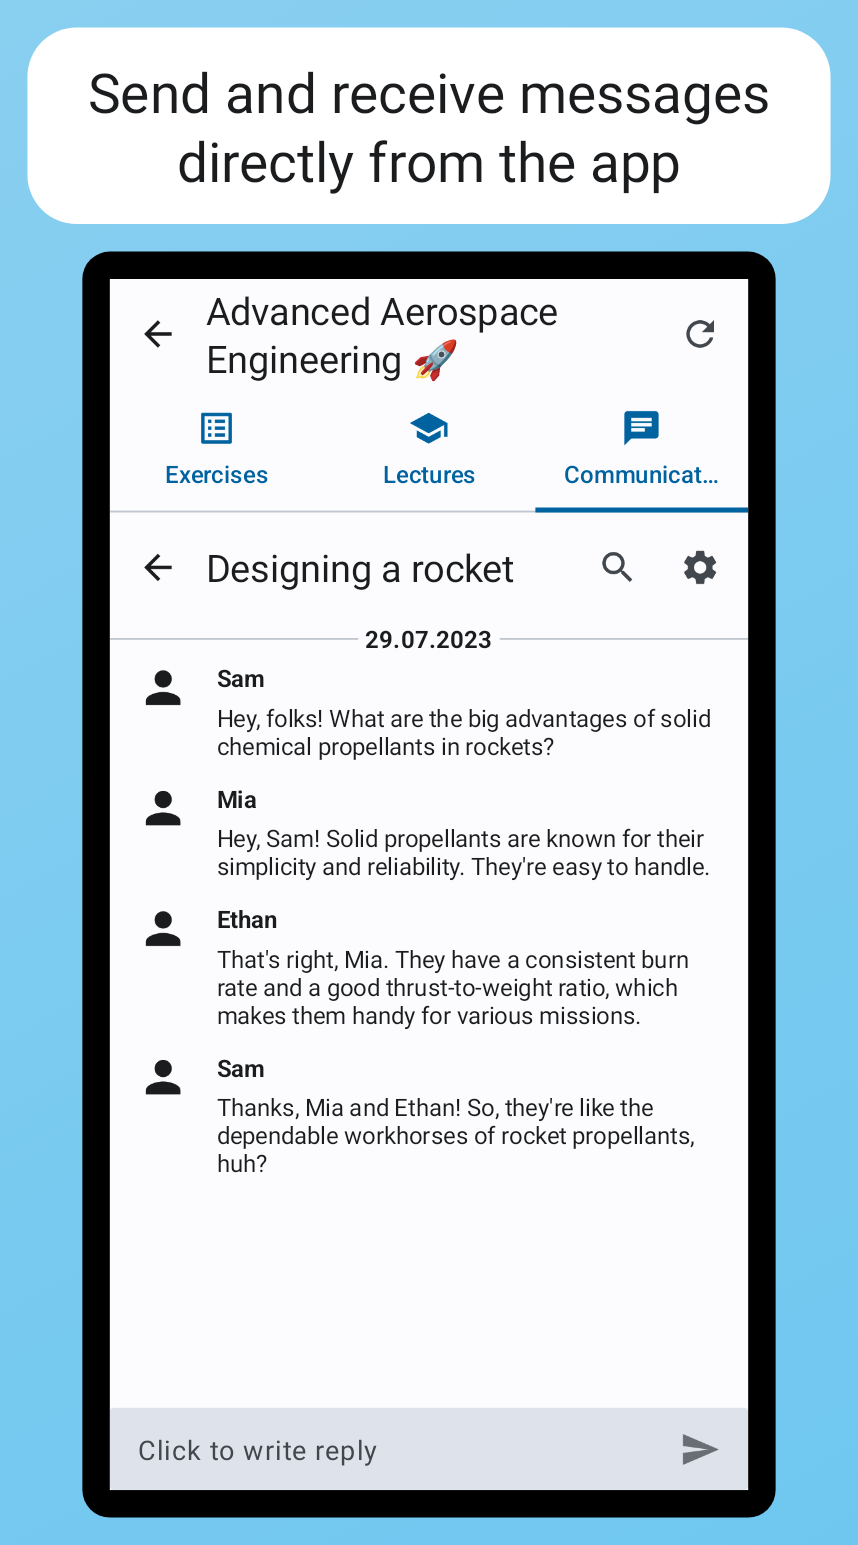 Send and receive messages
directly from the app
Advanced Aerospace
Engineering 🚀
Exercises
Lectures
Communicat...
Designing a rocket
29.07.2023
Sam
Hey, folks! What are the big advantages of solid
chemical propellants in rockets?
Mia
Hey, Sam! Solid propellants are known for their
simplicity and reliability. They're easy to handle.
Ethan
That's right, Mia. They have a consistent burn
rate and a good thrust-to-weight ratio, which
makes them handy for various missions.
Sam
Thanks, Mia and Ethan! So, they're like the
dependable workhorses of rocket propellants,
huh?
Click to write reply